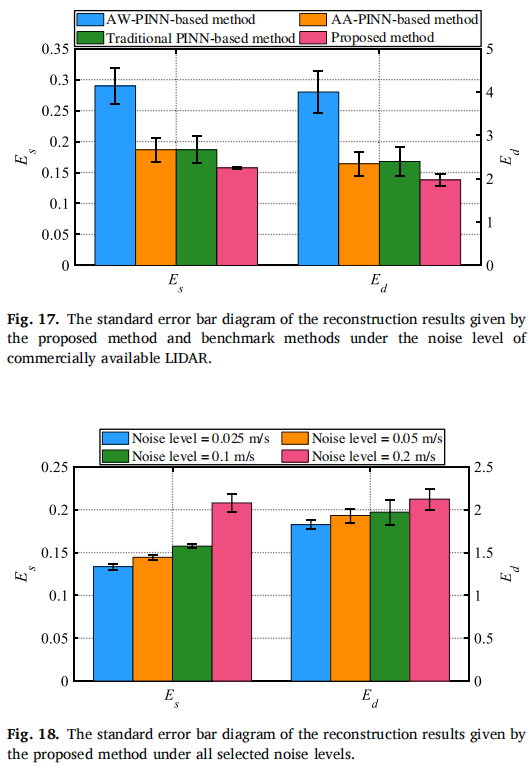 AW-PINN-based method AA-PINN-based method
Traditional PINN-based method Proposed method
0.35 5
0.3
4
0.25
0.2 3
E_s E_d
0.15 2
0.1
1
0.05
0 0
E_s E_d
Fig. 17. The standard error bar diagram of the reconstruction results given by
the proposed method and benchmark methods under the noise level of
commercially available LIDAR.
Noise level = 0.025 m/s Noise level = 0.05 m/s
Noise level = 0.1 m/s Noise level = 0.2 m/s
0.25 2.5
0.2 2
0.15 1.5
E_s E_d
0.1 1
0.05 0.5
0 0
E_s E_d
Fig. 18. The standard error bar diagram of the reconstruction results given by
the proposed method under all selected noise levels.